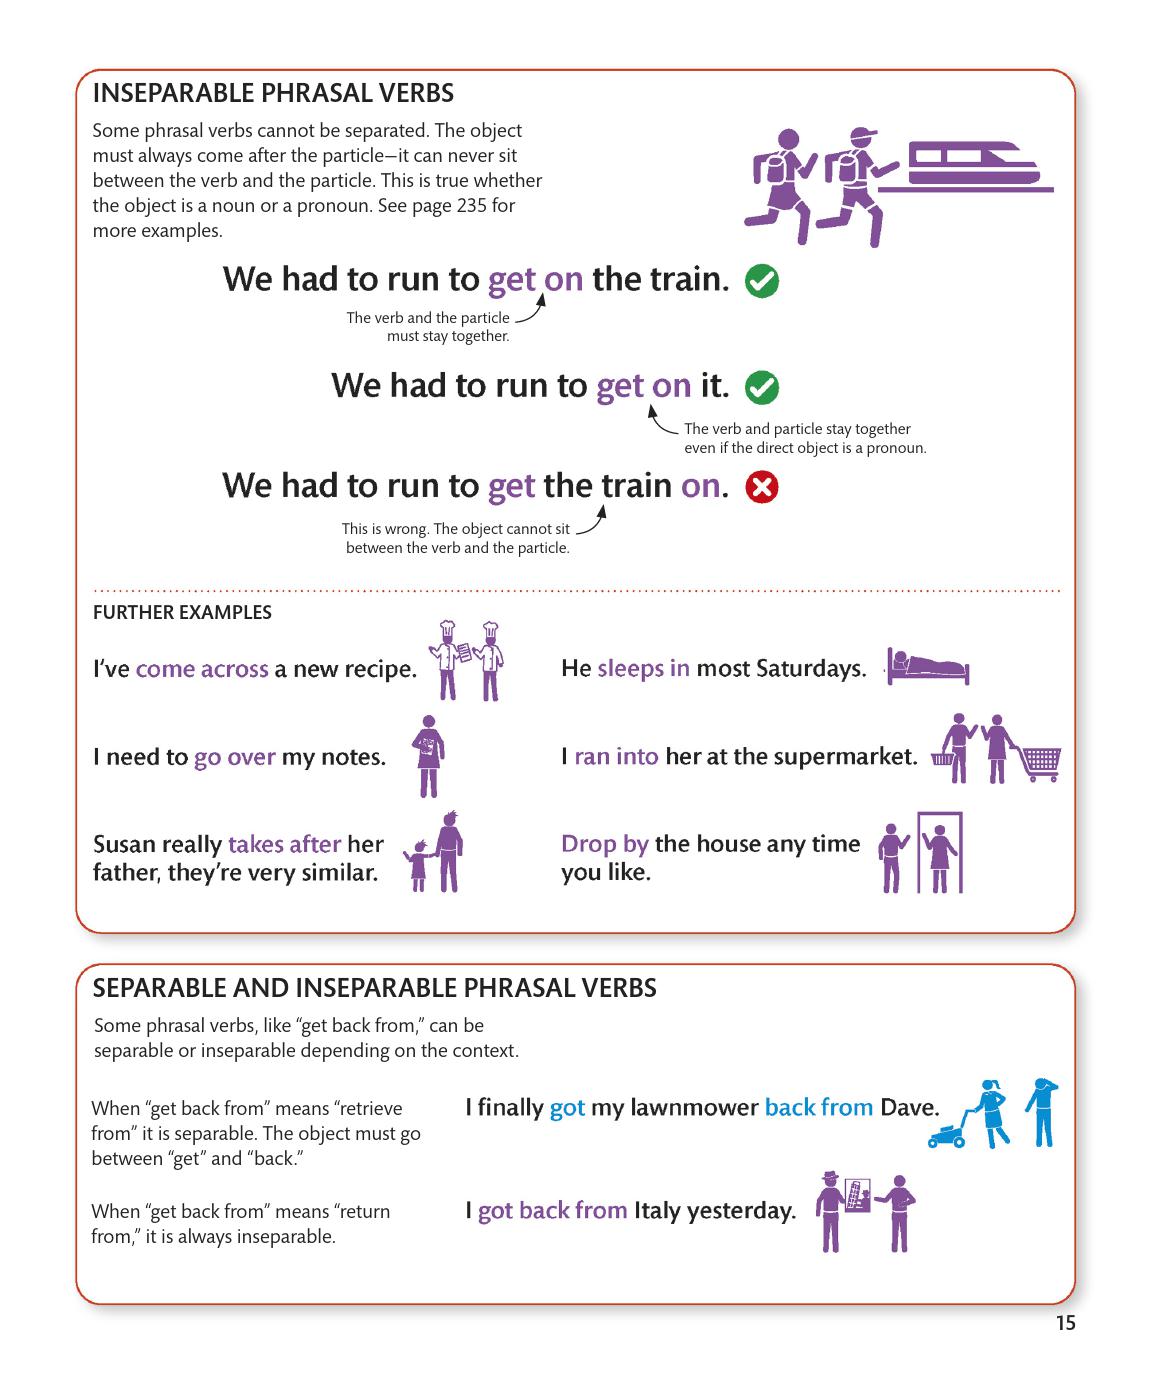 INSEPARABLE PHRASAL VERBS
Some phrasal verbs cannot be separated. The object
must always come after the particle—it can never sit
between the verb and the particle. This is true whether
the object is a noun or a pronoun. See page 235 for
more examples.
We had to run to get on the train.
The verb and the particle
must stay together.
We had to run to get on it.
The verb and particle stay together
even if the direct object is a pronoun.
We had to run to get the train on.
This is wrong. The object cannot sit
between the verb and the particle.
FURTHER EXAMPLES
I’ve come across a new recipe.
He sleeps in most Saturdays.
I need to go over my notes.
I ran into her at the supermarket.
Susan really takes after her
father, they’re very similar.
Drop by the house any time
you like.
SEPARABLE AND INSEPARABLE PHRASAL VERBS
Some phrasal verbs, like “get back from,” can be
separable or inseparable depending on the context.
When “get back from” means “retrieve
from” it is separable. The object must go
between “get” and “back.”
I finally got my lawnmower back from Dave.
When “get back from” means “return
from,” it is always inseparable.
I got back from Italy yesterday.
15